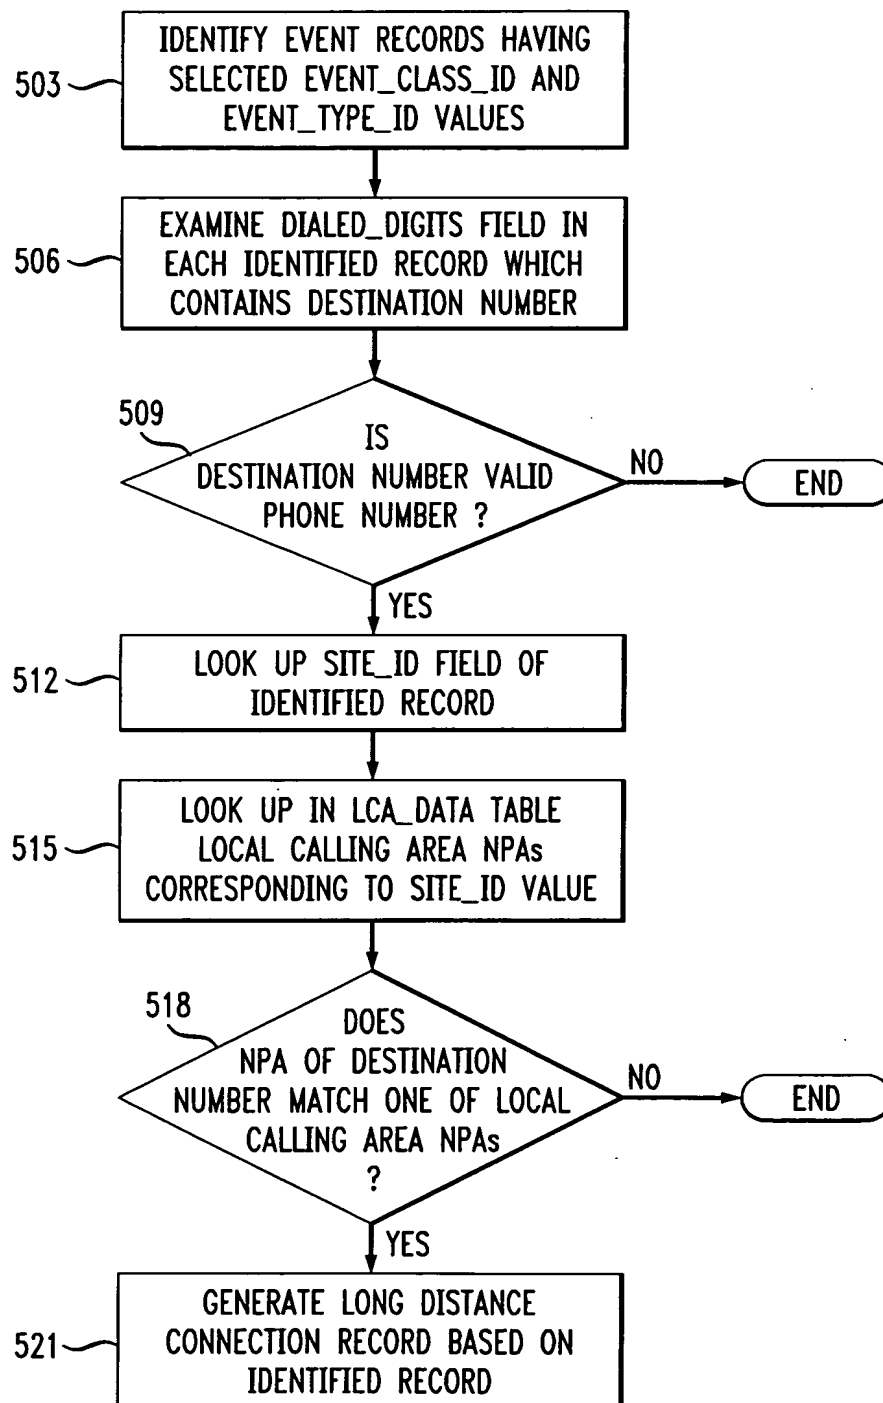 IDENTIFY EVENT RECORDS HAVING
SELECTED EVENT_CLASS_ID AND
EVENT_TYPE_ID VALUES
503
EXAMINE DIALED_DIGITS FIELD IN
EACH IDENTIFIED RECORD WHICH
CONTAINS DESTINATION NUMBER
506
509
IS
DESTINATION NUMBER VALID
PHONE NUMBER ?
NO
END
YES
LOOK UP SITE_ID FIELD OF
IDENTIFIED RECORD
512
LOOK UP IN LCA_DATA TABLE
LOCAL CALLING AREA NPAs
CORRESPONDING TO SITE_ID VALUE
515
518
DOES
NPA OF DESTINATION
NUMBER MATCH ONE OF LOCAL
CALLING AREA NPAs
?
NO
END
YES
GENERATE LONG DISTANCE
CONNECTION RECORD BASED ON
IDENTIFIED RECORD
521